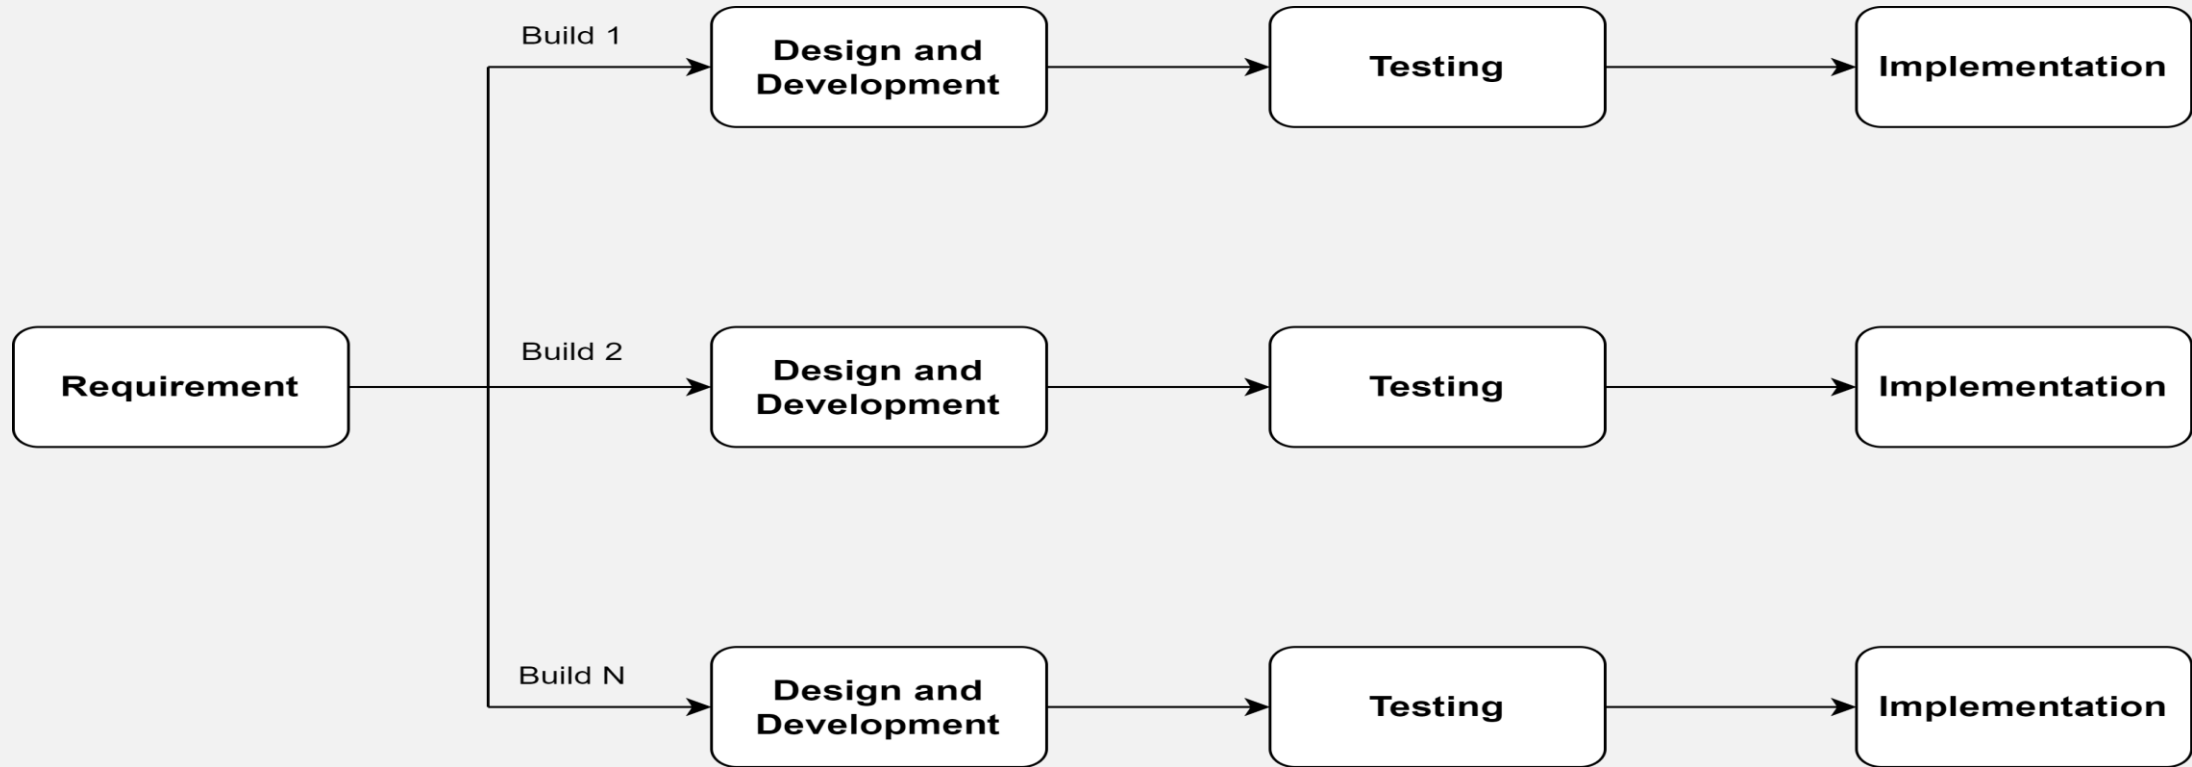 Build 1
Design and
Development
Testing
Implementation
Requirement
Build 2
Design and
Development
Testing
Implementation
Build N
Design and
Development
Testing
Implementation